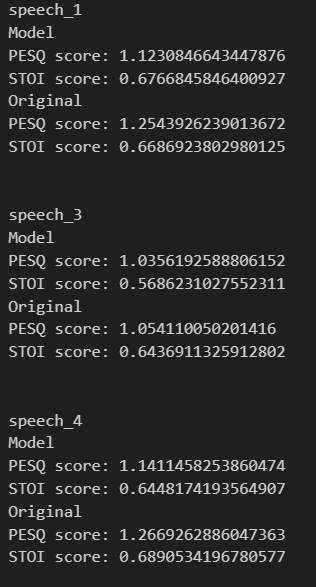 speech_1
Model
PESQ score: 1.1230846643447876
STOI score: 0.6766845846400927
Original
PESQ score: 1.2543926239013672
STOI score: 0.6686923802980125
speech_3
Model
PESQ score: 1.0356192588806152
STOI score: 0.5686231027552311
Original
PESQ score: 1.054110050201416
STOI score: 0.6436911325912802
speech_4
Model
PESQ score: 1.1411458253860474
STOI score: 0.6448174193564907
Original
PESQ score: 1.2669262886047363
STOI score: 0.6890534196780577